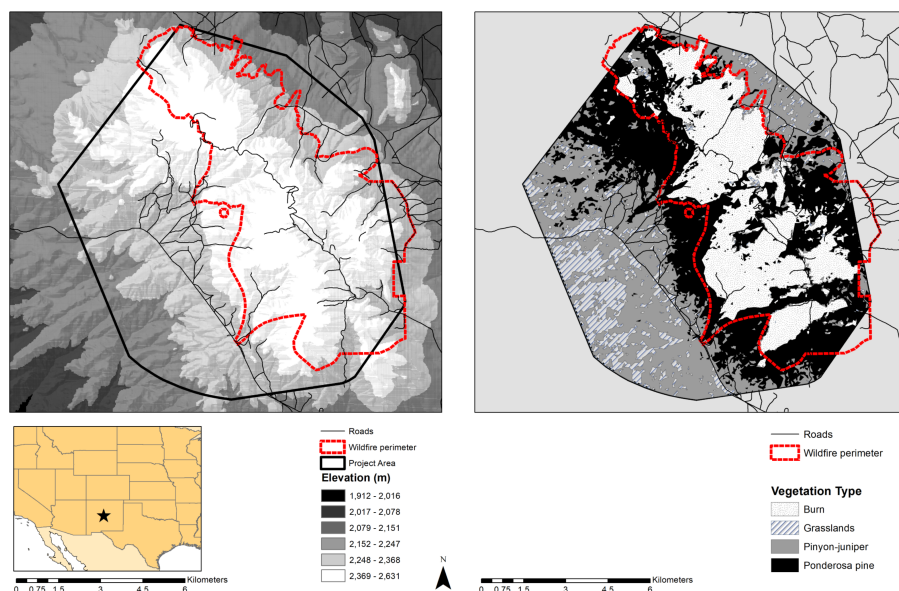 Roads
Wildfire perimeter
Project Area
Elevation (m)
1,912 - 2,016
2,017 - 2,078
2,079 - 2,151
2,152 - 2,247
2,248 - 2,368
2,369 - 2,631
Kilometers
0 0.75 1.5 3 4.5 6
N
Roads
Wildfire perimeter
Vegetation Type
Burn
Grasslands
Pinyon-juniper
Ponderosa pine
Kilometers
0 0.75 1.5 3 4.5 6